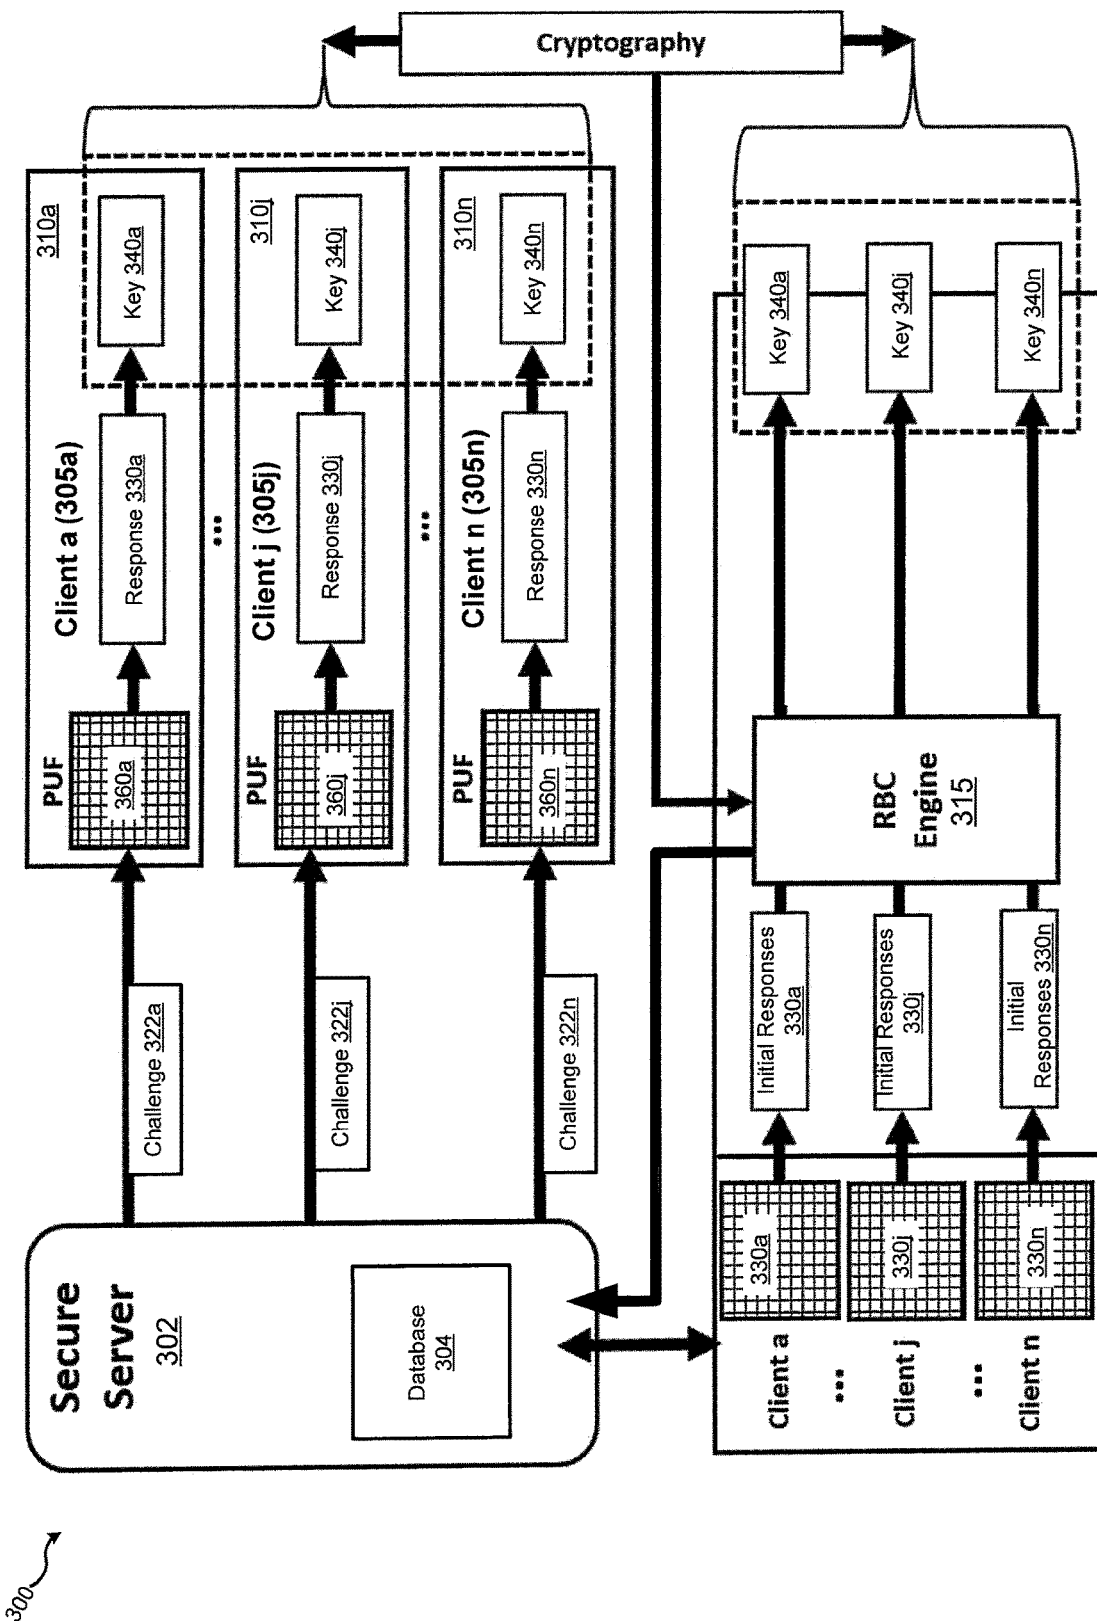 300
Secure
Server
302
Database
304
Challenge 322a
Challenge 322j
Challenge 322n
310a
Client a (305a)
PUF
360a
Response 330a
Key 340a
...
310j
Client j (305j)
PUF
360j
Response 330j
Key 340j
...
310n
Client n (305n)
PUF
360n
Response 330n
Key 340n
Cryptography
Client a
330a
Initial Responses
330a
...
Client j
330j
Initial Responses
330j
...
Client n
330n
Initial
Responses 330n
RBC
Engine
315
Key 340a
Key 340j
Key 340n